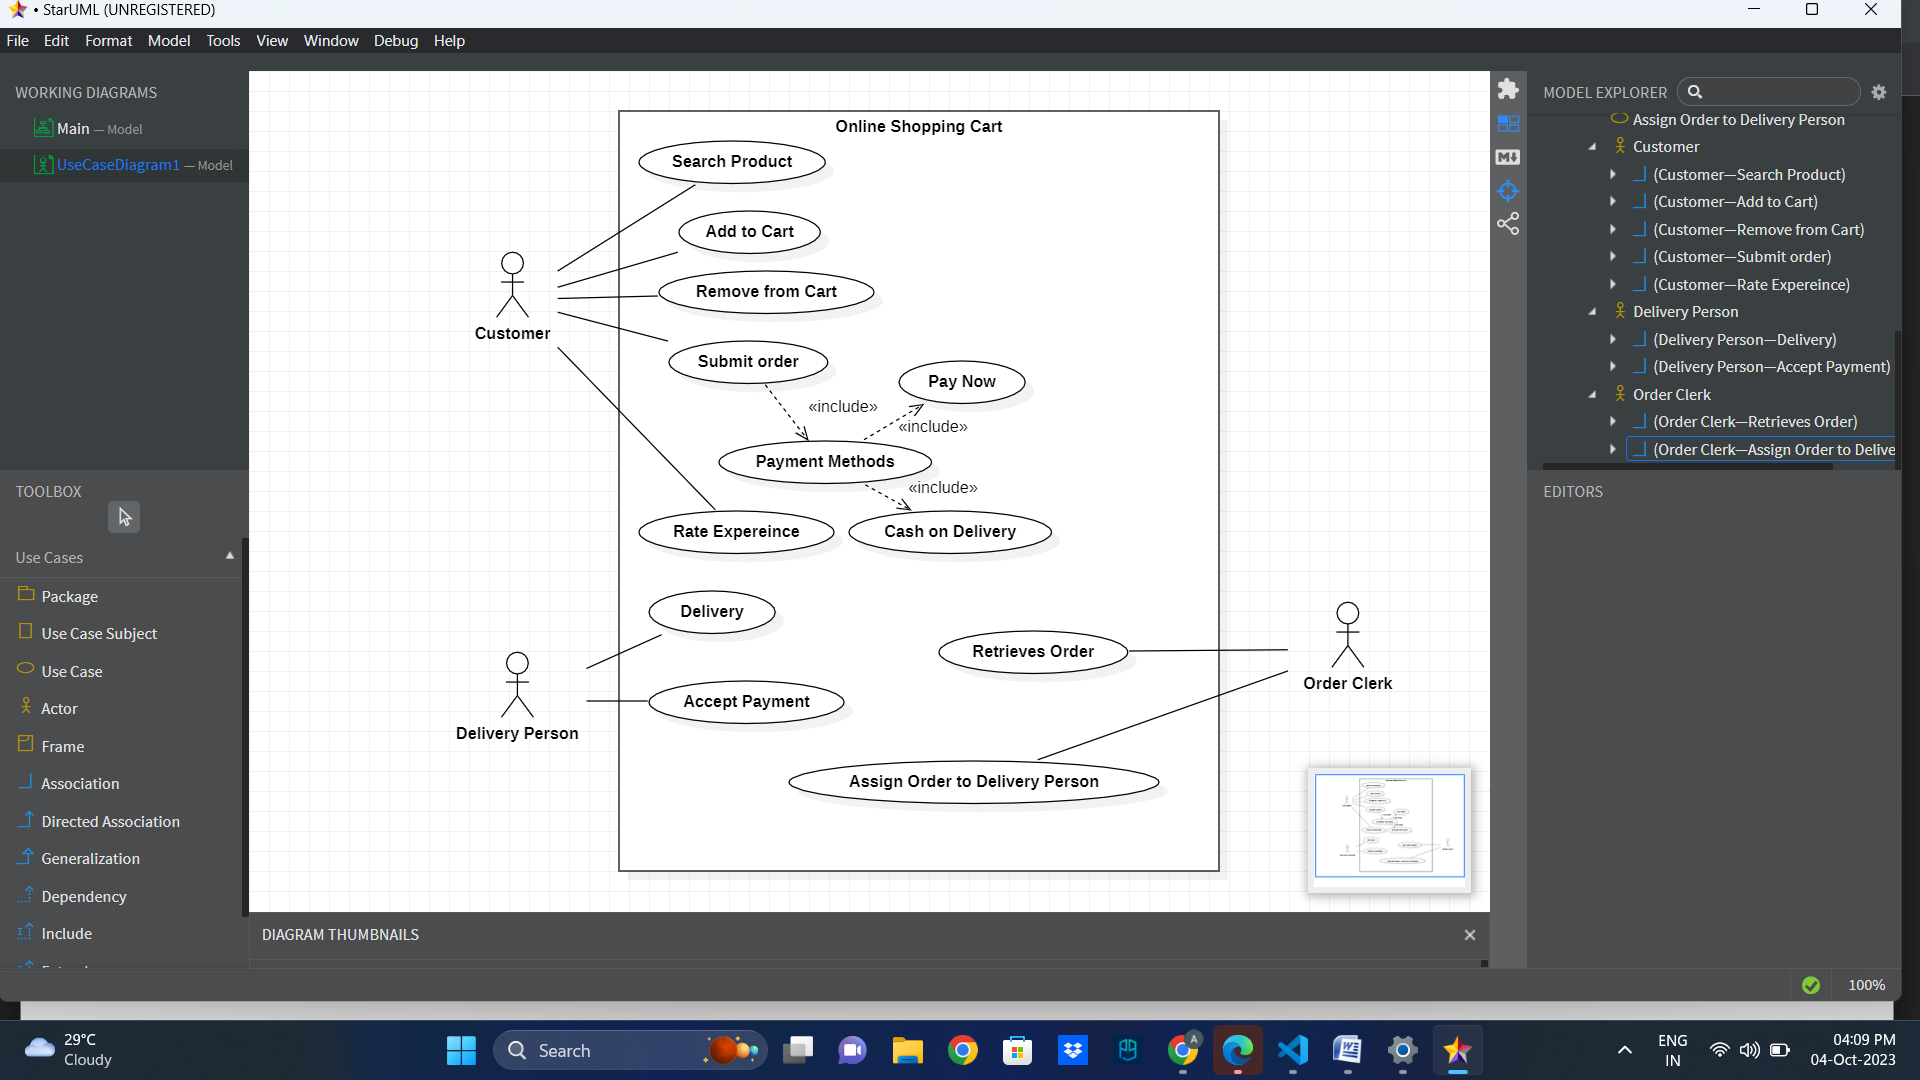 • StarUML (UNREGISTERED)
File Edit Format Model Tools View Window Debug Help
WORKING DIAGRAMS
Main — Model
UseCaseDiagram1 — Model
TOOLBOX
Use Cases
Package
Use Case Subject
Use Case
Actor
Frame
Association
Directed Association
Generalization
Dependency
Include
Online Shopping Cart
Search Product
Add to Cart
Remove from Cart
Customer
Submit order
Pay Now
«include»
«include»
Payment Methods
«include»
Rate Expereince
Cash on Delivery
Delivery
Retrieves Order
Order Clerk
Accept Payment
Delivery Person
Assign Order to Delivery Person
DIAGRAM THUMBNAILS
MODEL EXPLORER
Assign Order to Delivery Person
Customer
(Customer—Search Product)
(Customer—Add to Cart)
(Customer—Remove from Cart)
(Customer—Submit order)
(Customer—Rate Expereince)
Delivery Person
(Delivery Person—Delivery)
(Delivery Person—Accept Payment)
Order Clerk
(Order Clerk—Retrieves Order)
(Order Clerk—Assign Order to Delive
EDITORS
100%
29°C
Cloudy
Search
A
ENG
IN
04:09 PM
04-Oct-2023